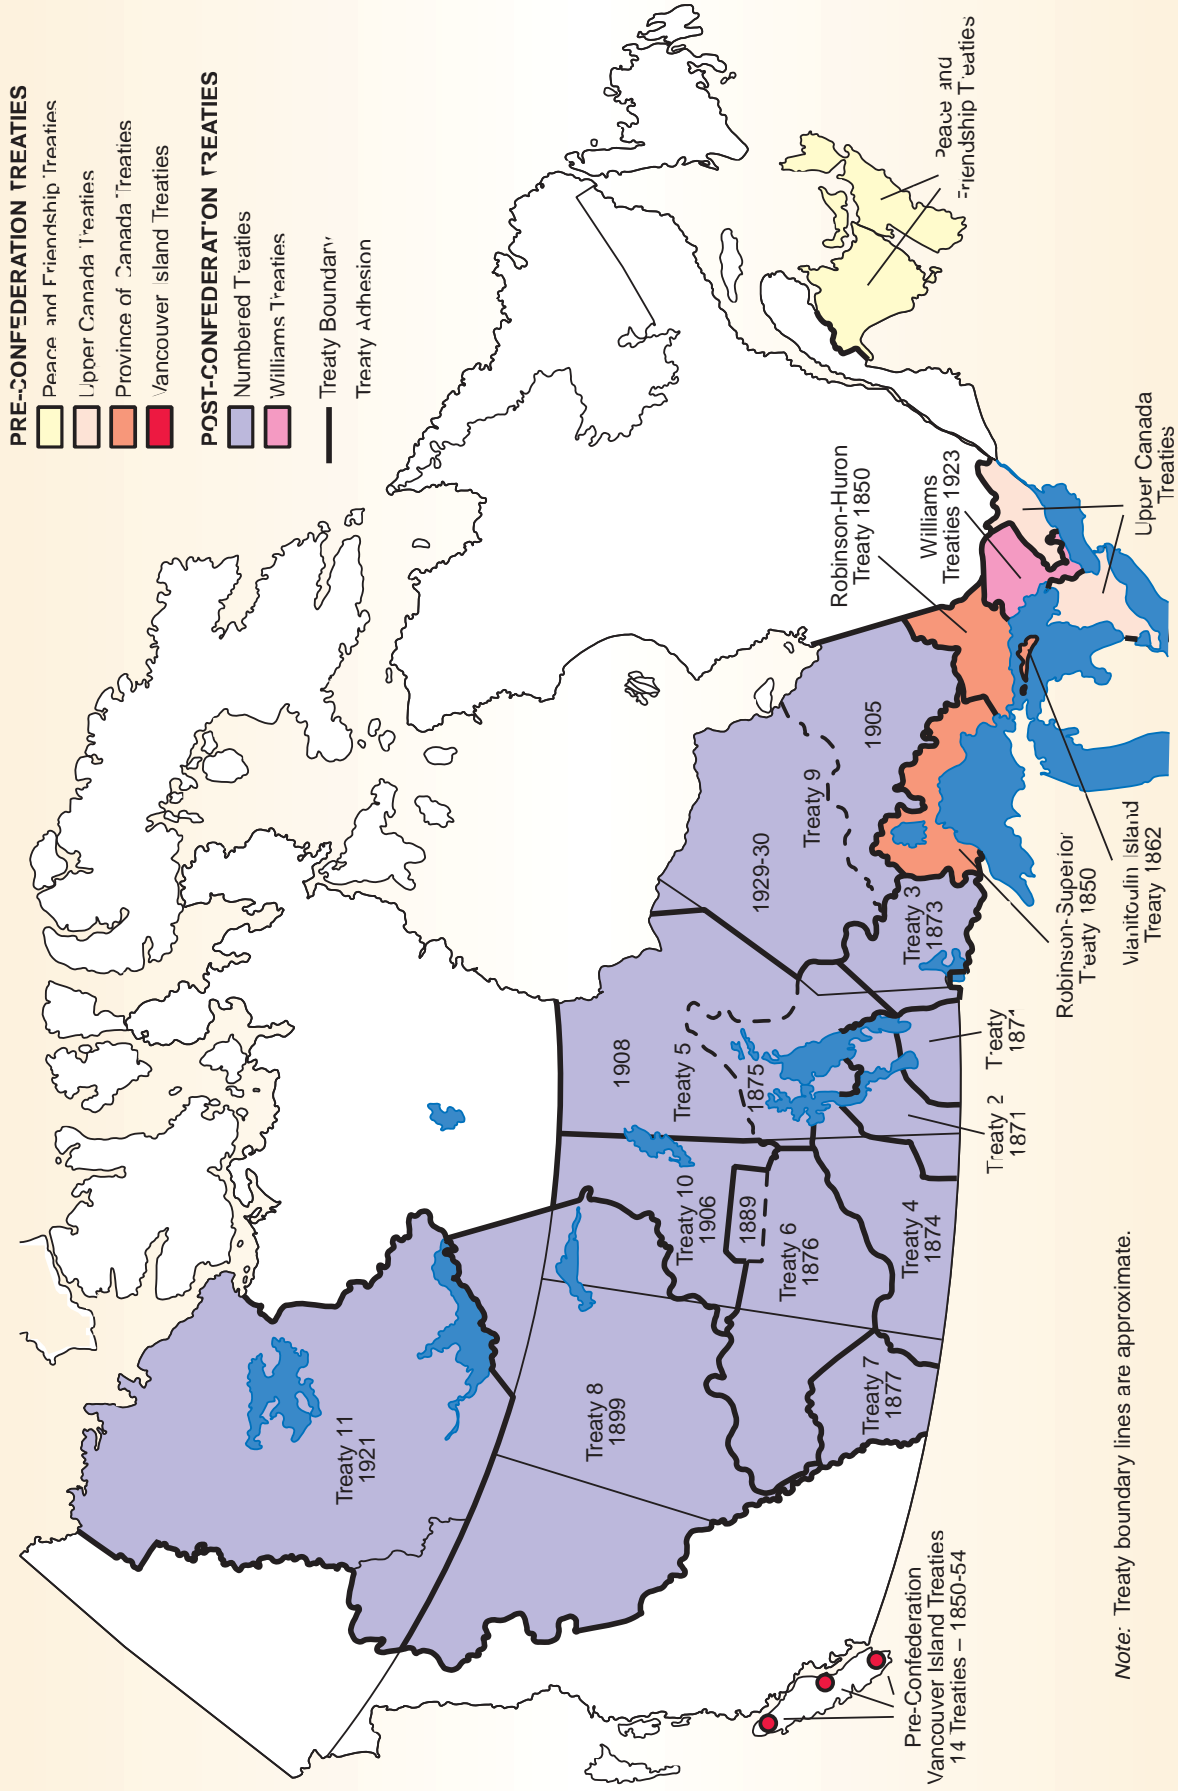 PRE-CONFEDERATION TREATIES
Peace and Friendship Treaties
Upper Canada Treaties
Province of Canada Treaties
Vancouver Island Treaties
POST-CONFEDERATION TREATIES
Numbered Treaties
Williams Treaties
Treaty Boundary
Treaty Adhesion
Treaty 11
1921
Treaty 8
1899
Treaty 10
1906
1889
Treaty 6
1876
Treaty 7
1877
Treaty 4
1874
1908
Treaty 5
1875
Treaty 2
1871
Treaty
187
Treaty 3
1873
1929-30
Treaty 9
1905
Robinson-Huron
Treaty 1850
Williams
Treaties 1923
Peace and
Friendship Treaties
Upper Canada
Treaties
Manitoulin Island
Treaty 1862
Robinson-Superior
Treaty 1850
Pre-Confederation
Vancouver Island Treaties
14 Treaties – 1850-54
Note: Treaty boundary lines are approximate.